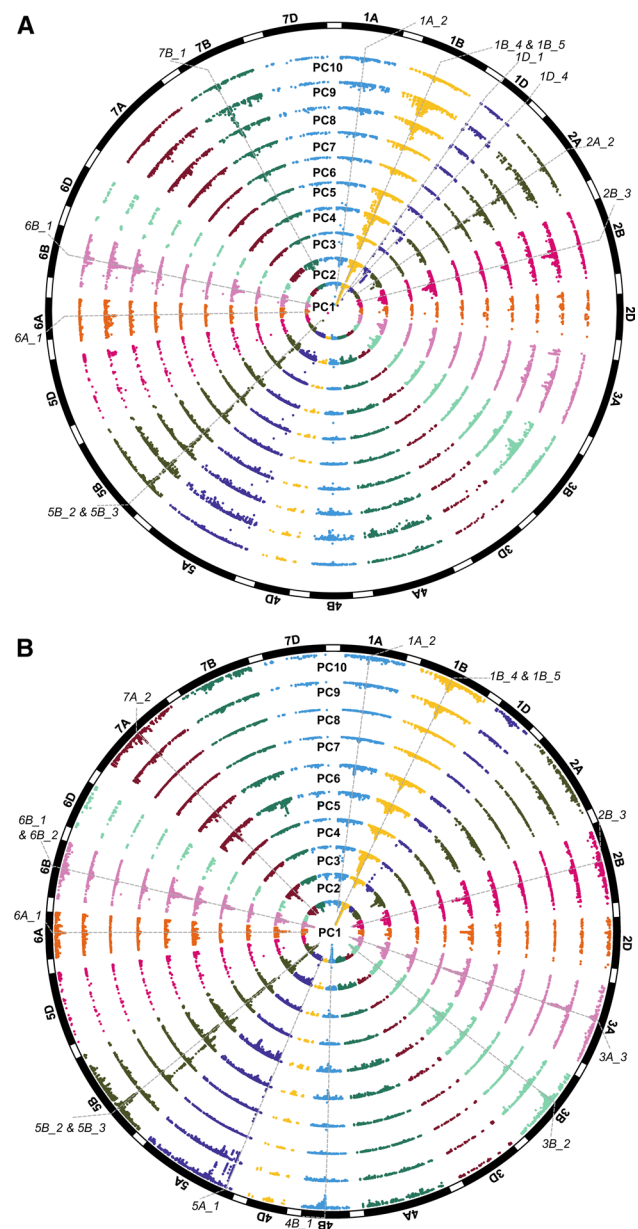 A
7D
1A
1A_2
7B
7B_1
1B
1B_4 & 1B_5
1D_1
1D
1D_4
7A
PC10
PC9
PC8
PC7
PC6
PC5
PC4
PC3
PC2
PC1
2A
2A_2
6D
2B_3
6B_1
2B
6B
2D
6A
6A_1
3A
5D
3B
5B
5B_2 & 5B_3
3D
5A
4A
4D
4B
B
7D
1A
1A_2
7B
1B
1B_4 & 1B_5
7A_2
1D
7A
PC10
PC9
PC8
PC7
PC6
PC5
PC4
PC3
PC2
PC1
2A
6D
2B_3
6B_1
& 6B_2
2B
6B
6A_1
6A
2D
5D
3A
3A_3
5B
3B
5B_2 & 5B_3
3B_2
5A
3D
5A_1
4A
4D
4B_1
4B